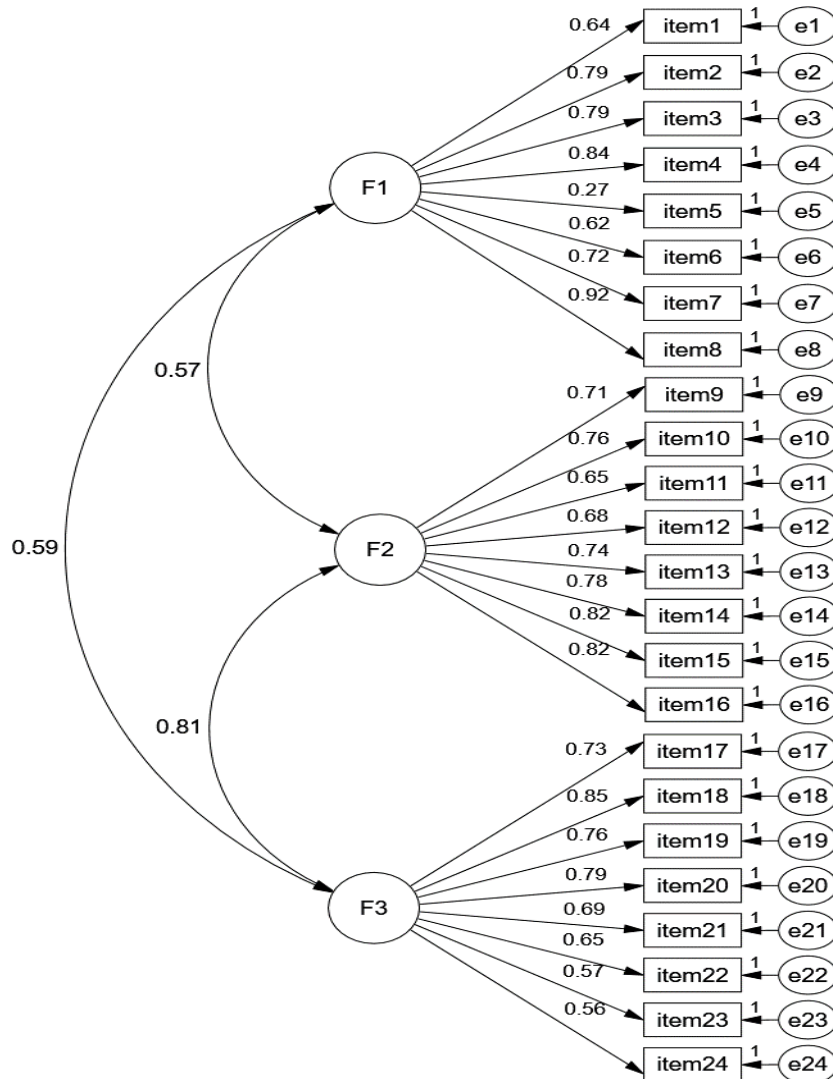 0.64 item1 1 e1
0.79 item2 1 e2
0.79 item3 1 e3
0.84 item4 1 e4
F1
0.27 item5 1 e5
0.62 item6 1 e6
0.72 item7 1 e7
0.92 item8 1 e8
0.57
0.71 item9 1 e9
0.76 item10 1 e10
0.65 item11 1 e11
0.68 item12 1 e12
0.59
F2
0.74 item13 1 e13
0.78 item14 1 e14
0.82 item15 1 e15
0.82 item16 1 e16
0.81
0.73 item17 1 e17
0.85 item18 1 e18
0.76 item19 1 e19
0.79 item20 1 e20
F3
0.69 item21 1 e21
0.65 item22 1 e22
0.57 item23 1 e23
0.56 item24 1 e24